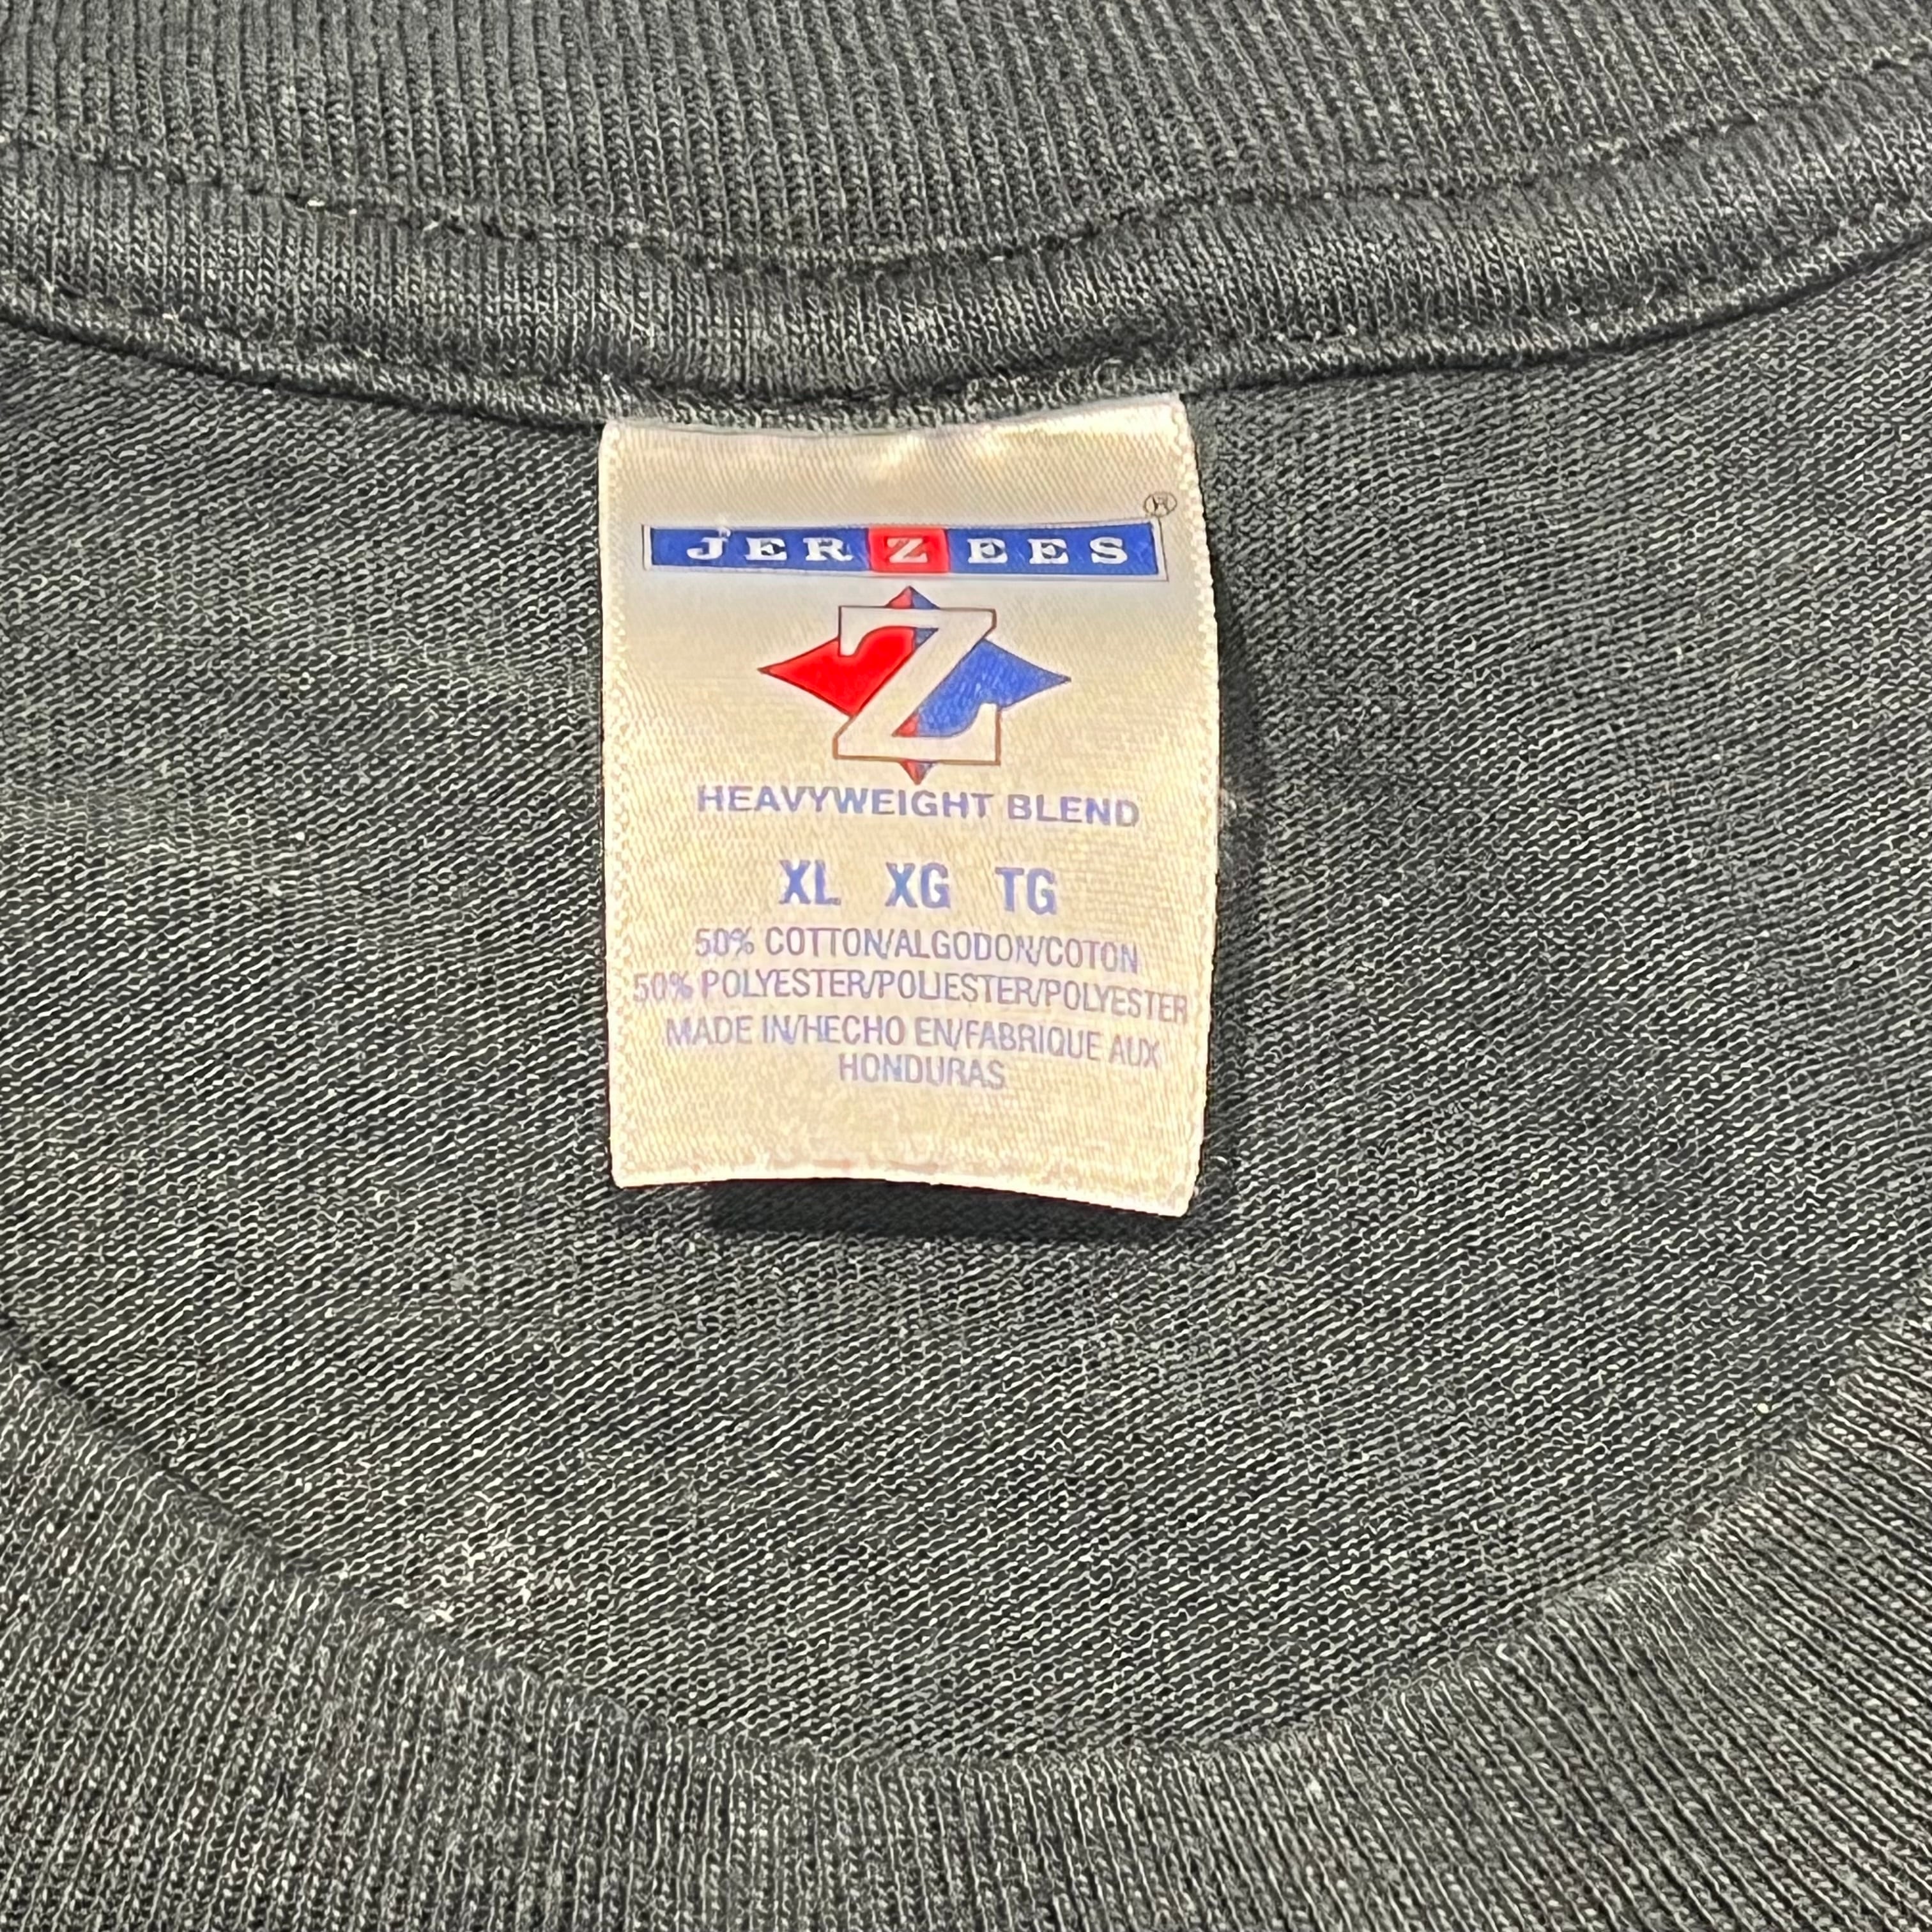 ®
JERZEES
Z
HEAVYWEIGHT BLEND
XL XG TG
50% COTTON/ALGODON/COTON
50% POLYESTER/POLIESTER/POLYESTER
MADE IN/HECHO EN/FABRIQUE AUX
HONDURAS